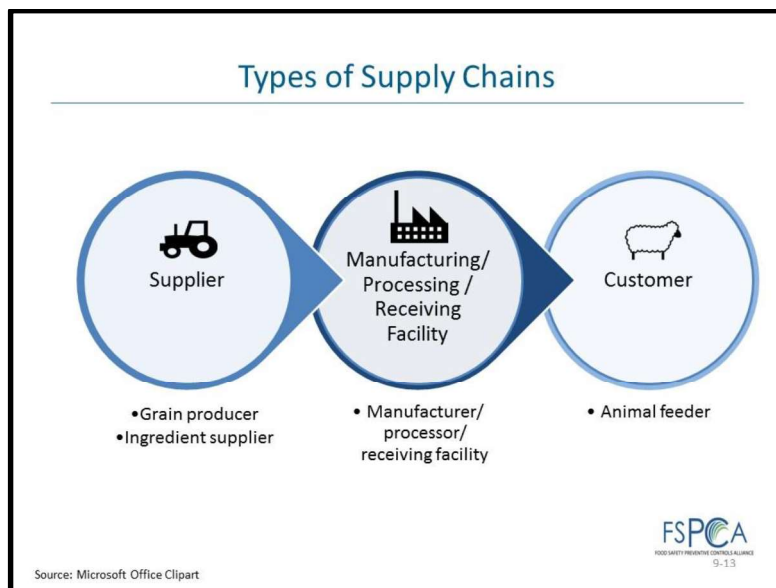 Types of Supply Chains
Supplier
Manufacturing/
Processing /
Receiving
Facility
Customer
•Grain producer
•Ingredient supplier
• Manufacturer/
processor/
receiving facility
• Animal feeder
FSPCA
FOOD SAFETY PREVENTIVE CONTROLS ALLIANCE
9-13
Source: Microsoft Office Clipart